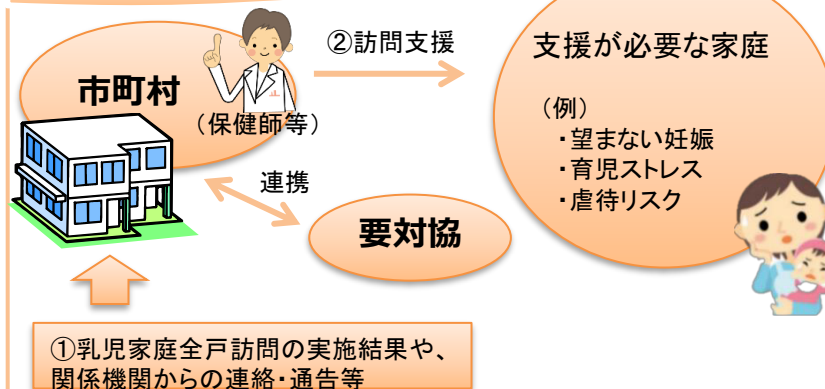 ②訪問支援
市町村
(保健師等)
支援が必要な家庭
(例)
・望まない妊娠
・育児ストレス
・虐待リスク
連携
要対協
①乳児家庭全戸訪問の実施結果や、
関係機関からの連絡・通告等